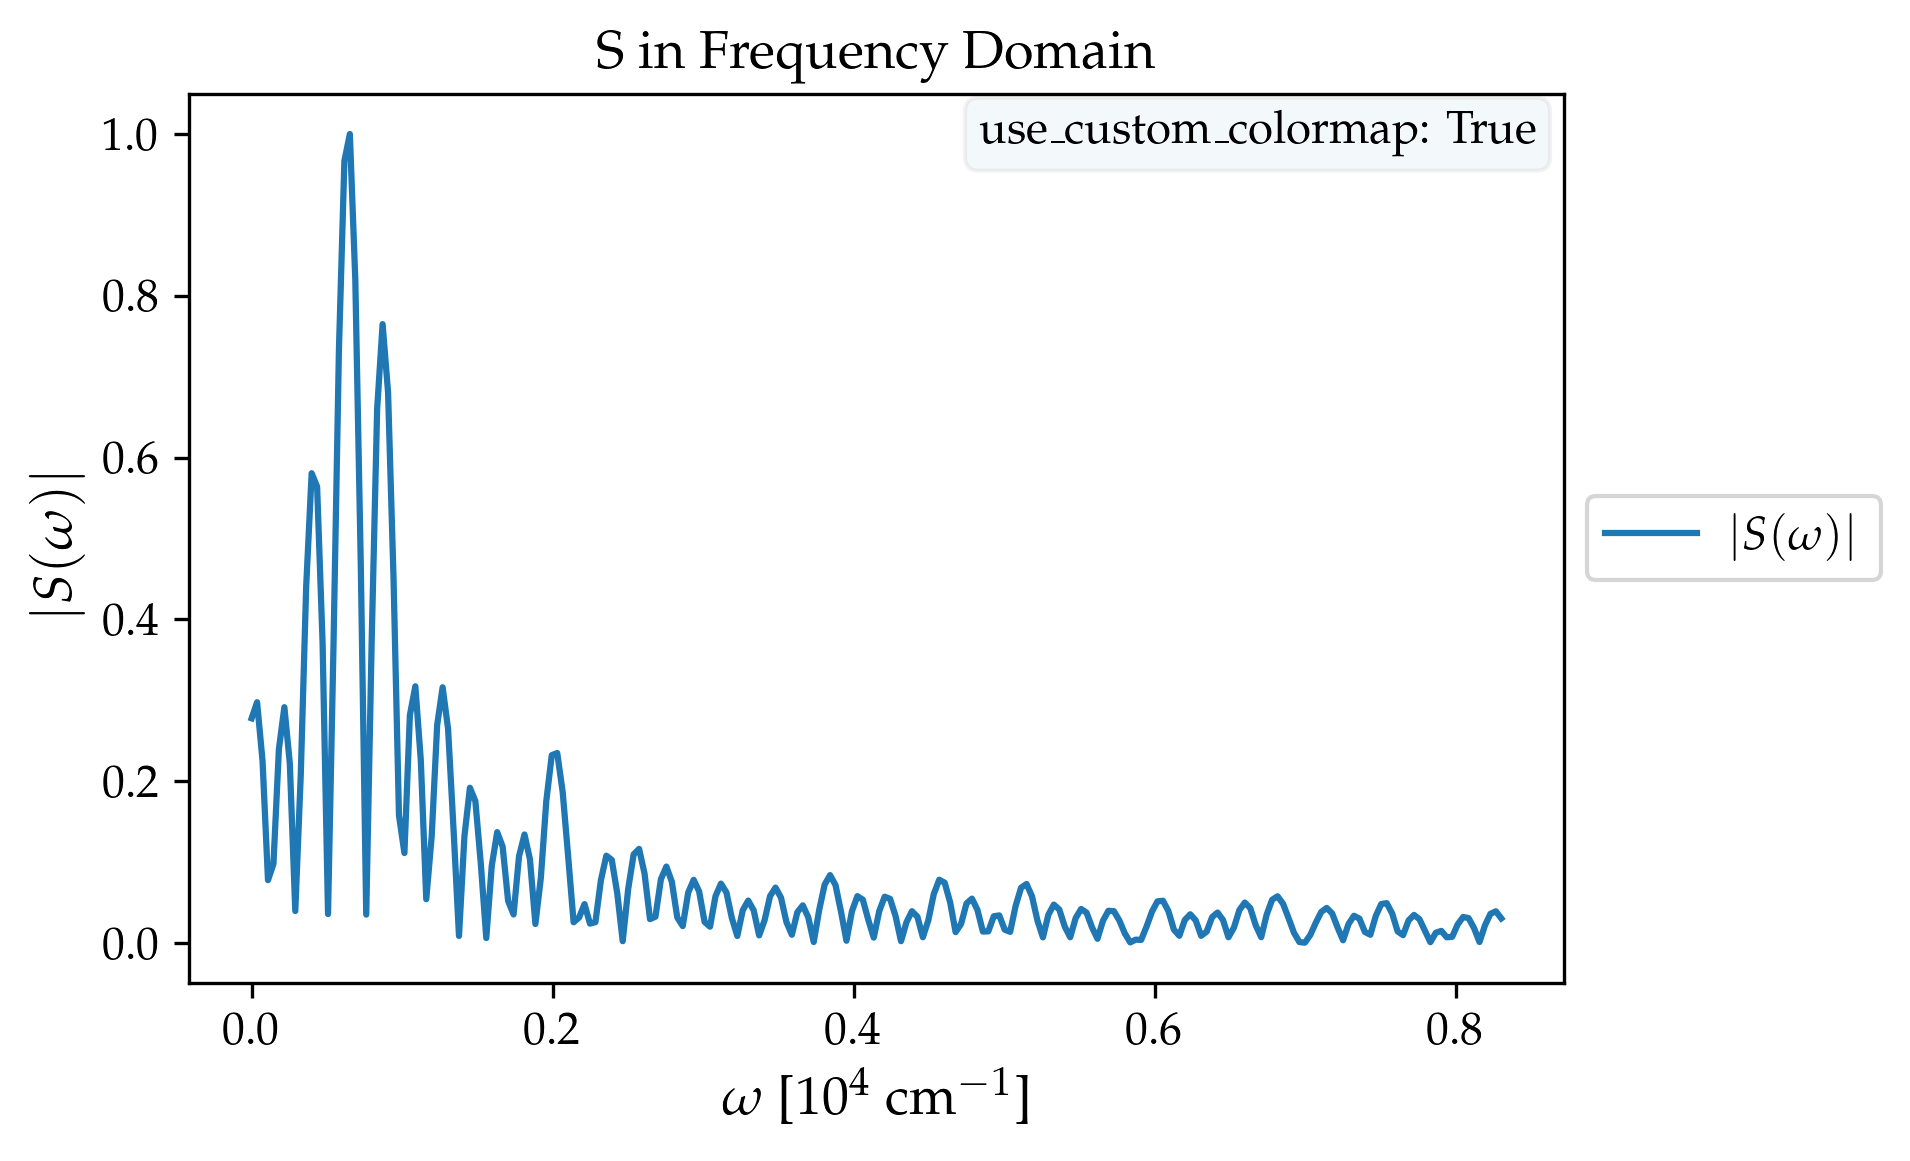 S in Frequency Domain
use_custom_colormap: True
|S(ω)|
1.0
0.8
0.6
0.4
0.2
0.0
0.0 0.2 0.4 0.6 0.8
ω [10⁴ cm⁻¹]
|S(ω)|